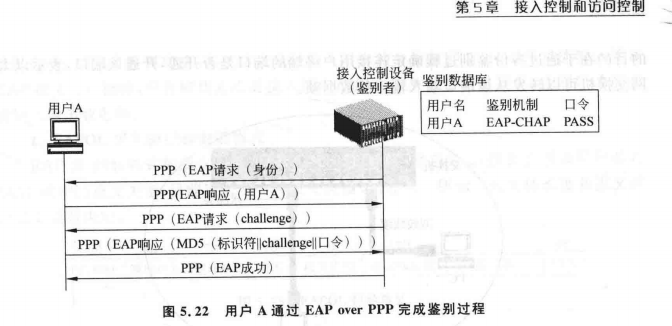 第5章 接入控制和访问控制
接入控制设备
（鉴别者）
鉴别数据库
用户名 鉴别机制 口令
用户A EAP-CHAP PASS
用户A
PPP（EAP请求（身份））
PPP(EAP响应（用户A））
PPP（EAP请求（challenge））
PPP（EAP响应（MD5（标识符||challenge||口令）））
PPP（EAP成功）
图 5.22 用户 A 通过 EAP over PPP 完成鉴别过程